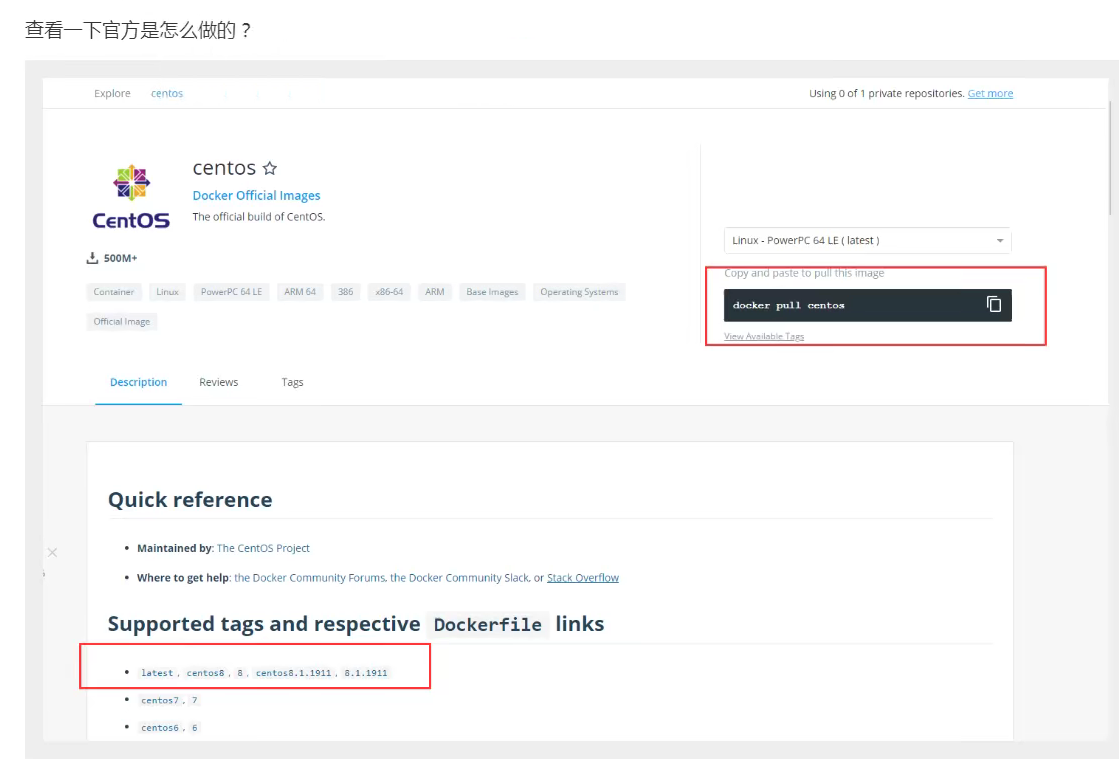 查看一下官方是怎么做的？
Explore centos
Using 0 of 1 private repositories. Get more
centos
Docker Official Images
The official build of CentOS.
CentOS
500M+
Container Linux PowerPC 64 LE ARM 64 386 x86-64 ARM Base Images Operating Systems
Official Image
Linux - PowerPC 64 LE ( latest )
Copy and paste to pull this image
docker pull centos
View Available Tags
Description Reviews Tags
Quick reference
• Maintained by: The CentOS Project
• Where to get help: the Docker Community Forums, the Docker Community Slack, or Stack Overflow
Supported tags and respective Dockerfile links
• latest, centos8, 8, centos8.1.1911, 8.1.1911
• centos7, 7
• centos6, 6